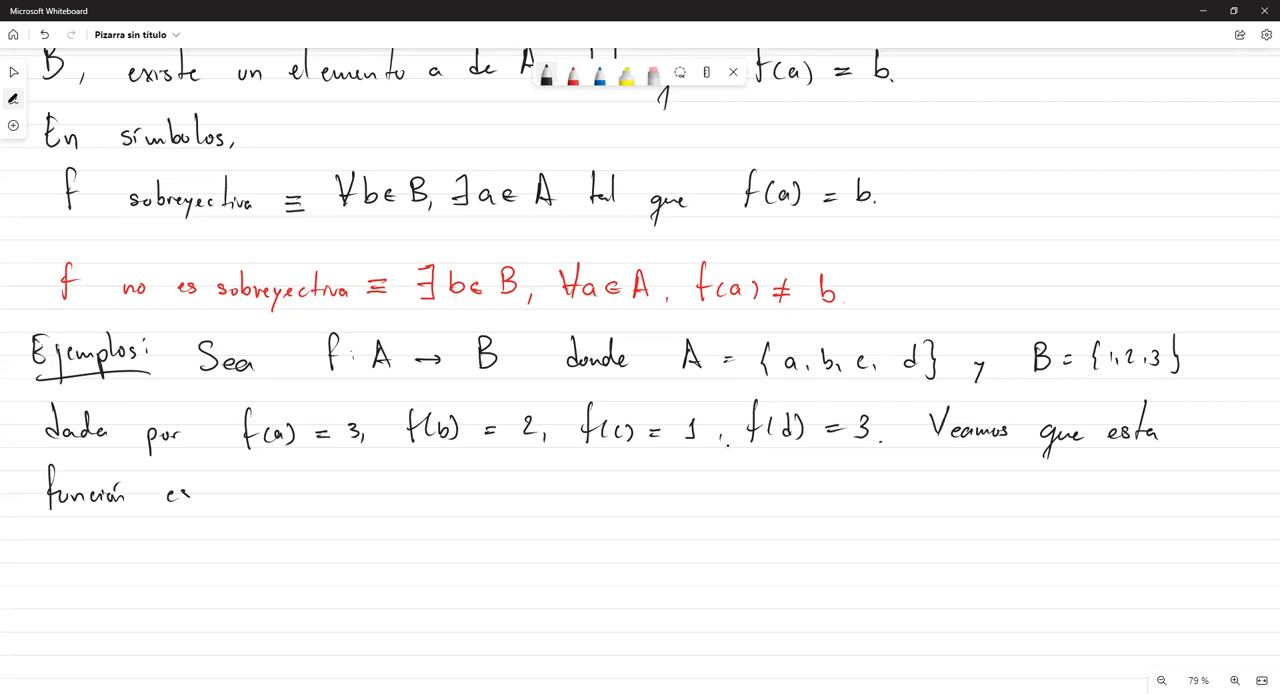 Microsoft Whiteboard
Pizarra sin título
B, existe un elemento a de A f(a) = b.
En símbolos,
f sobreyectiva ≡ ∀b∈B, ∃a∈A tal que f(a) = b.
f no es sobreyectiva ≡ ∃b∈B, ∀a∈A, f(a) ≠ b.
Ejemplos: Sea f: A → B donde A = {a, b, c, d} y B = {1, 2, 3}
dada por f(a) = 3, f(b) = 2, f(c) = 1, f(d) = 3. Veamos que esta
función es
79 %